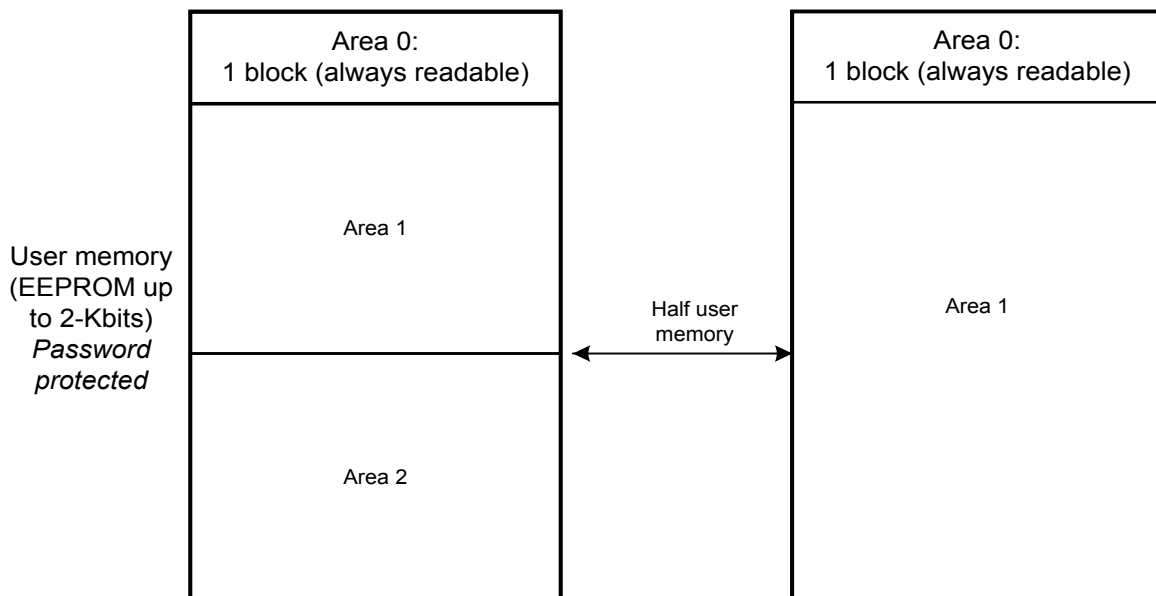 Area 0:
1 block (always readable)
Area 1
Area 2
User memory
(EEPROM up
to 2-Kbits)
Password
protected
Half user
memory
Area 0:
1 block (always readable)
Area 1